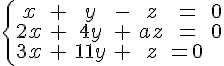 x + y - z = 0
2x + 4y + az = 0
3x + 11y + z = 0